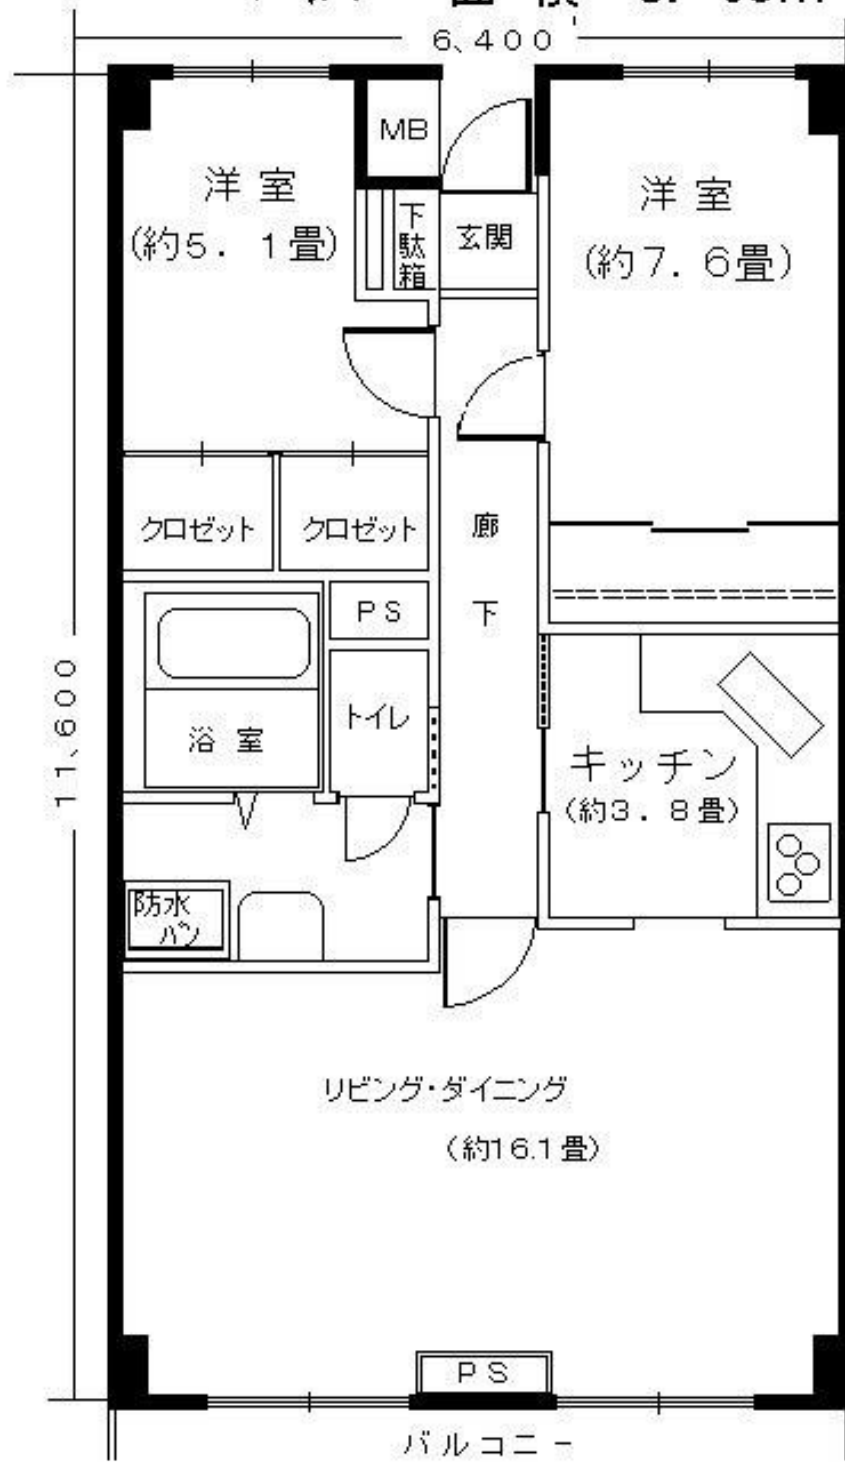 6,400
MB
洋室
(約5.1畳)
下駄箱
玄関
洋室
(約7.6畳)
クロゼット
クロゼット
廊下
PS
トイレ
浴室
11,600
キッチン
(約3.8畳)
防水
パン
リビング・ダイニング
(約16.1畳)
PS
バルコニー